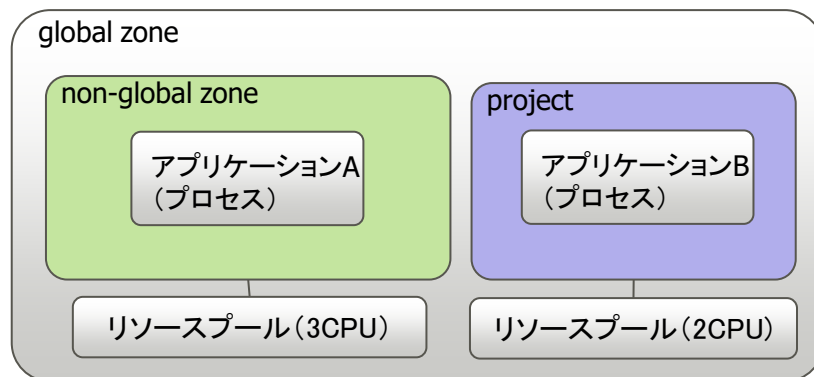 global zone
non-global zone
project
アプリケーションA
(プロセス)
アプリケーションB
(プロセス)
リソースプール(3CPU)
リソースプール(2CPU)